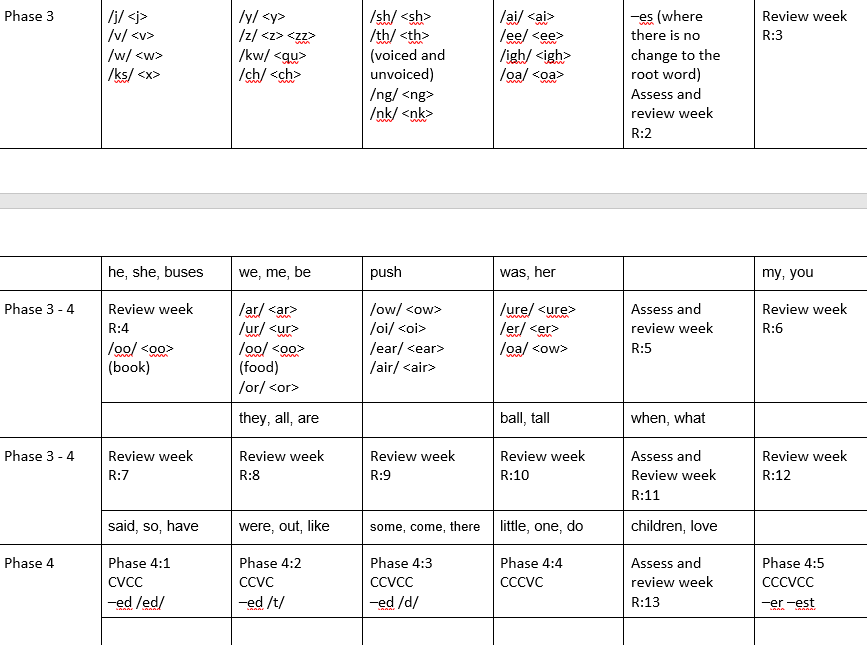 Phase 3
/j/ <j>
/v/ <v>
/w/ <w>
/ks/ <x>
/y/ <y>
/z/ <z> <zz>
/kw/ <qu>
/ch/ <ch>
/sh/ <sh>
/th/ <th>
(voiced and
unvoiced)
/ng/ <ng>
/nk/ <nk>
/ai/ <ai>
/ee/ <ee>
/igh/ <igh>
/oa/ <oa>
–es (where
there is no
change to the
root word)
Assess and
review week
R:2
Review week
R:3
he, she, buses
we, me, be
push
was, her
my, you
Phase 3 - 4
Review week
R:4
/oo/ <oo>
(book)
/ar/ <ar>
/ur/ <ur>
/oo/ <oo>
(food)
/or/ <or>
/ow/ <ow>
/oi/ <oi>
/ear/ <ear>
/air/ <air>
/ure/ <ure>
/er/ <er>
/oa/ <ow>
Assess and
review week
R:5
Review week
R:6
they, all, are
ball, tall
when, what
Phase 3 - 4
Review week
R:7
Review week
R:8
Review week
R:9
Review week
R:10
Assess and
Review week
R:11
Review week
R:12
said, so, have
were, out, like
some, come, there
little, one, do
children, love
Phase 4
Phase 4:1
CVCC
–ed /ed/
Phase 4:2
CCVC
–ed /t/
Phase 4:3
CCVCC
–ed /d/
Phase 4:4
CCCVC
Assess and
review week
R:13
Phase 4:5
CCCVCC
–er –est